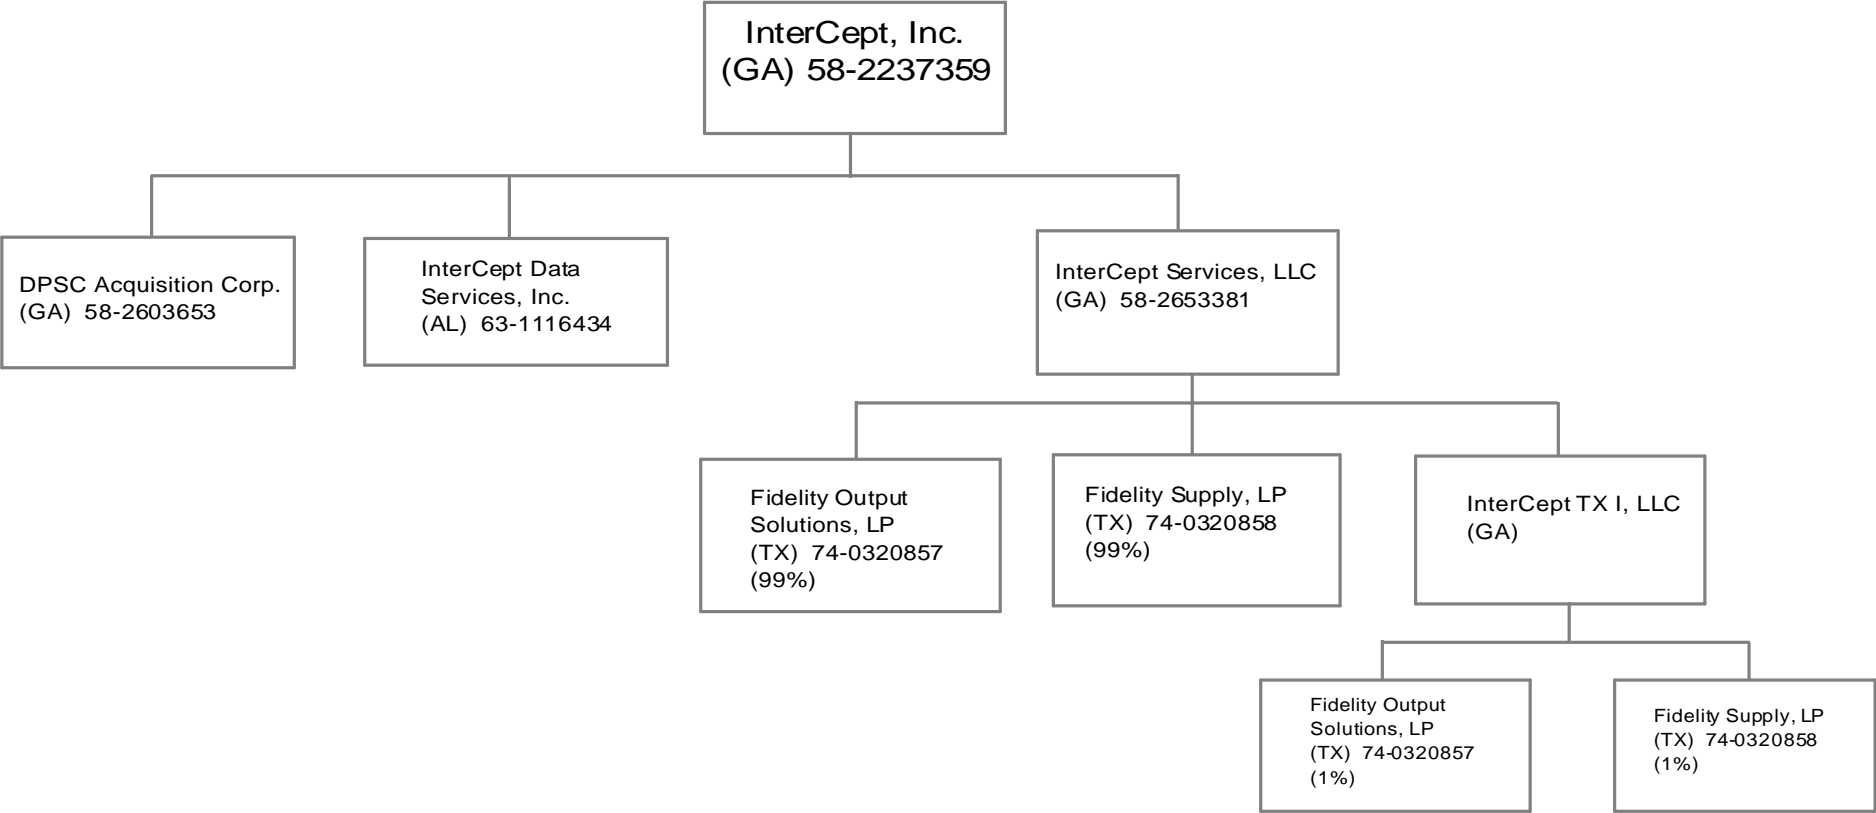 InterCept, Inc.
(GA) 58-2237359
DPSC Acquisition Corp.
(GA) 58-2603653
InterCept Data
Services, Inc.
(AL) 63-1116434
InterCept Services, LLC
(GA) 58-2653381
Fidelity Output
Solutions, LP
(TX) 74-0320857
(99%)
Fidelity Supply, LP
(TX) 74-0320858
(99%)
InterCept TX I, LLC
(GA)
Fidelity Output
Solutions, LP
(TX) 74-0320857
(1%)
Fidelity Supply, LP
(TX) 74-0320858
(1%)